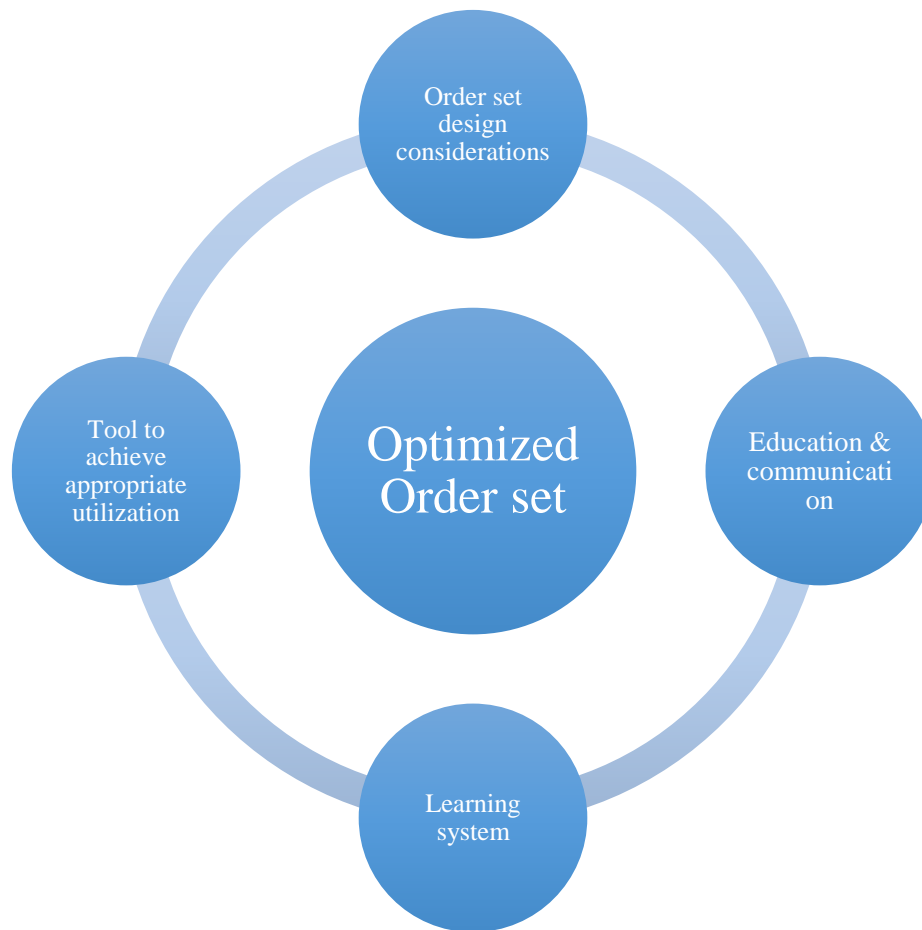 Order set
design
considerations
Tool to
achieve
appropriate
utilization
Optimized
Order set
Education &
communicati
on
Learning
system